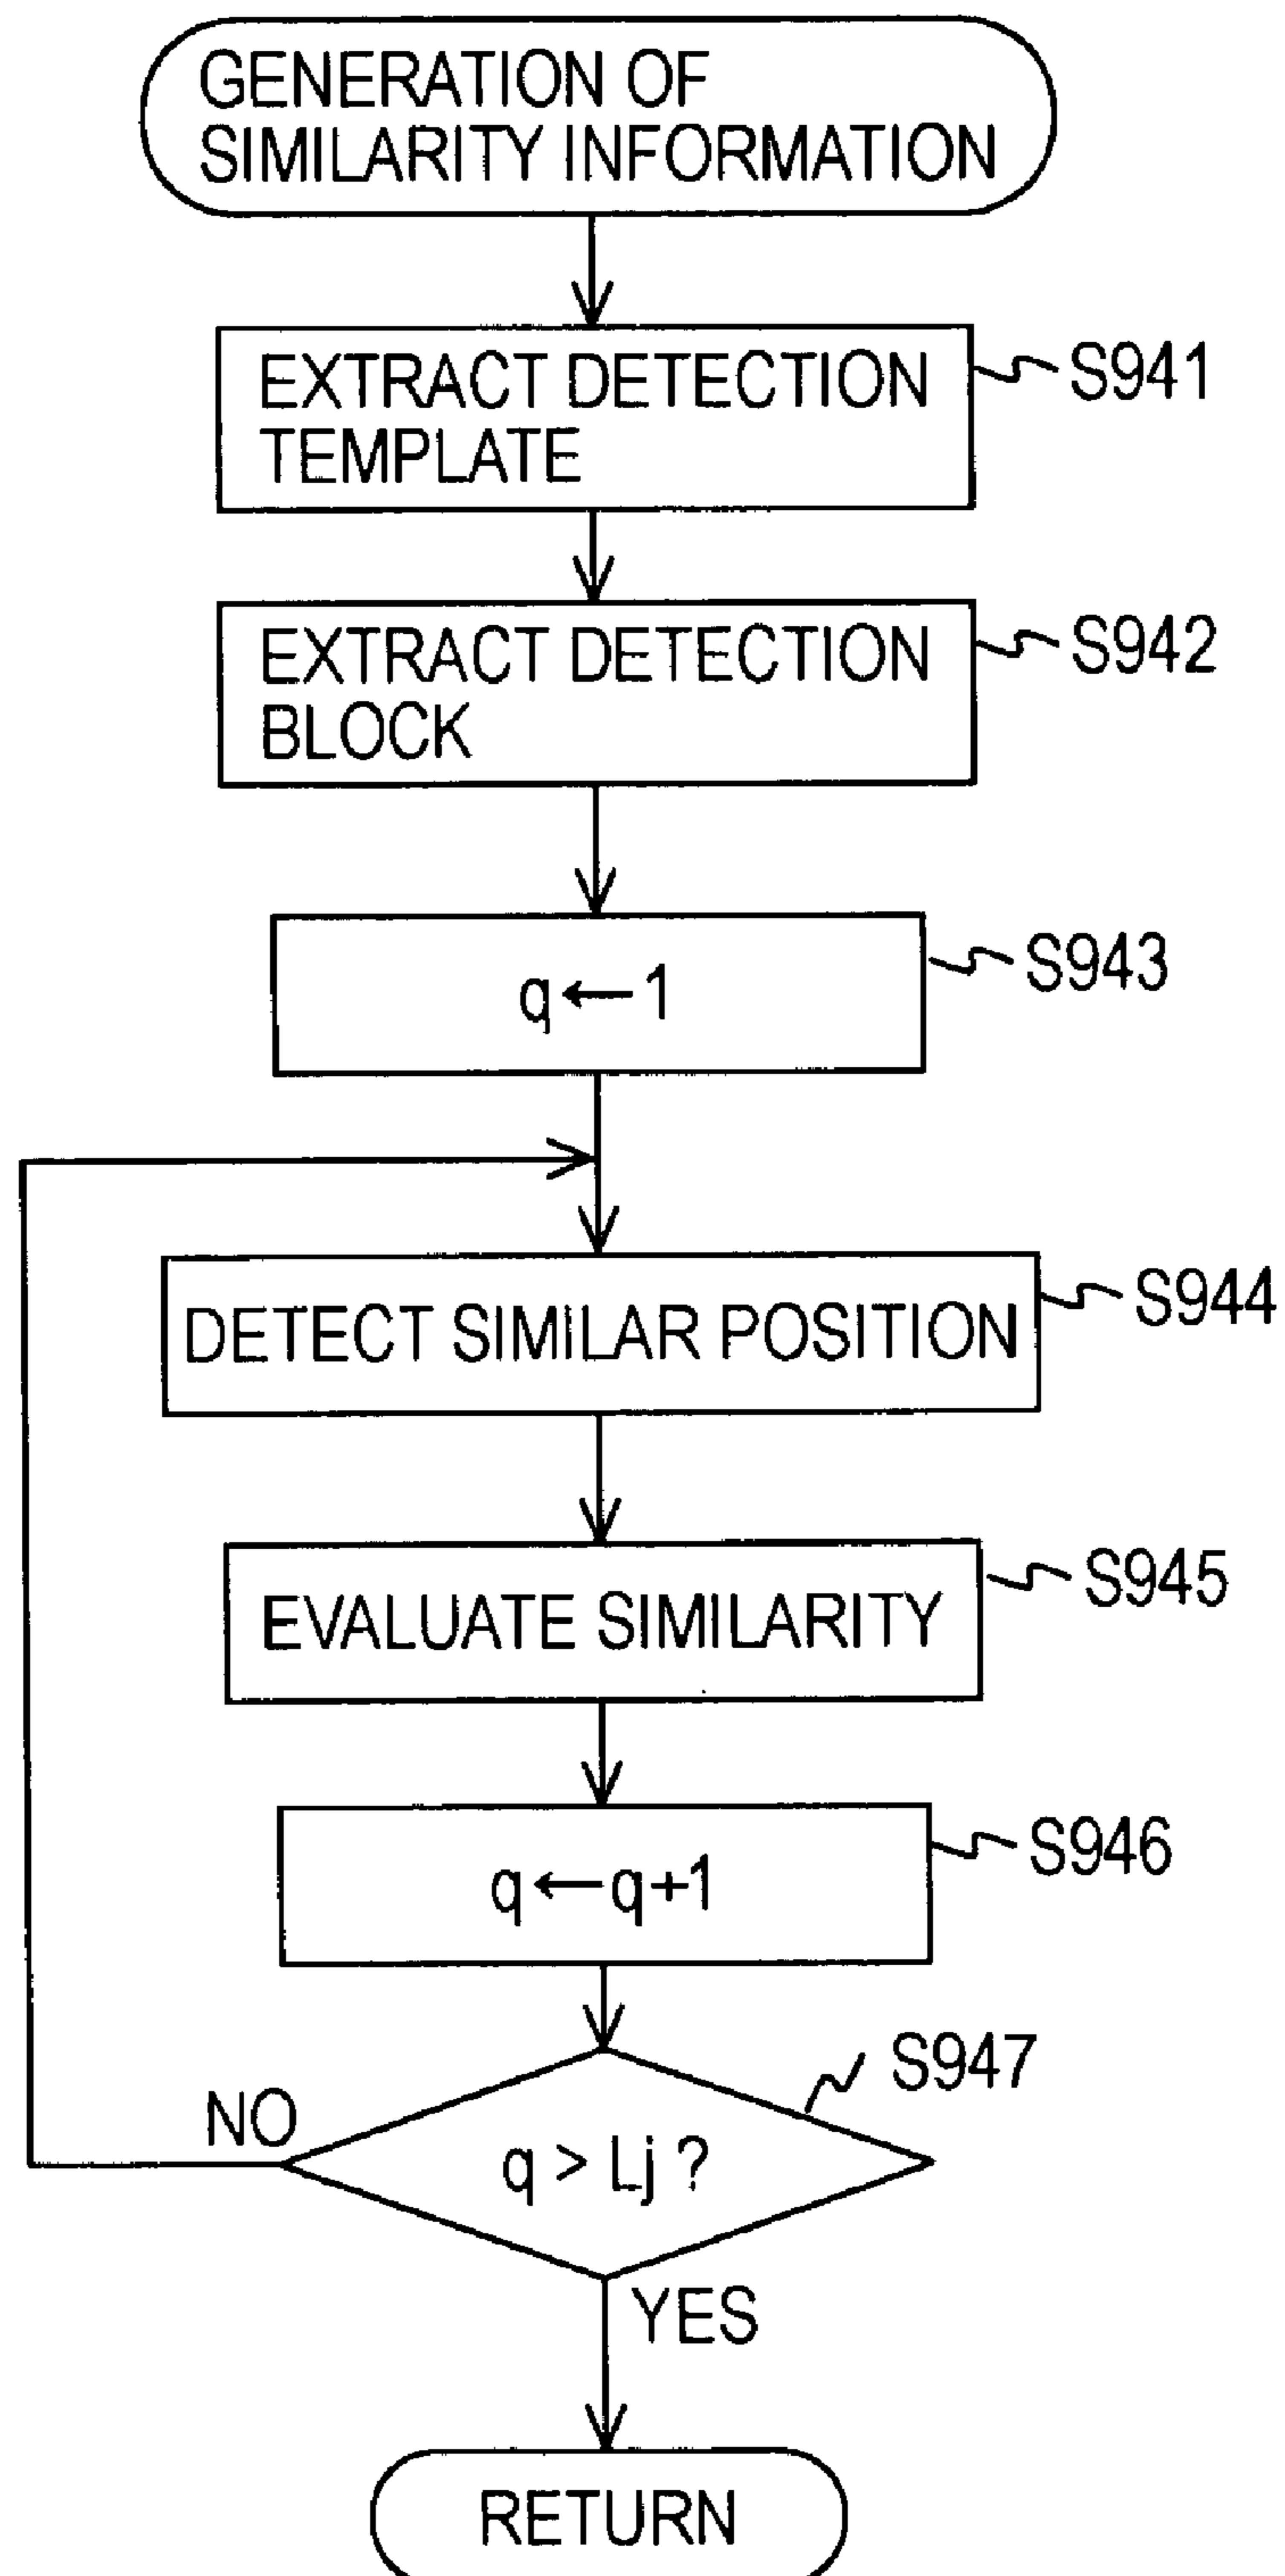 GENERATION OF
SIMILARITY INFORMATION
EXTRACT DETECTION
TEMPLATE
S941
EXTRACT DETECTION
BLOCK
S942
q←1
S943
DETECT SIMILAR POSITION
S944
EVALUATE SIMILARITY
S945
q←q+1
S946
S947
NO
q > Lj ?
YES
RETURN